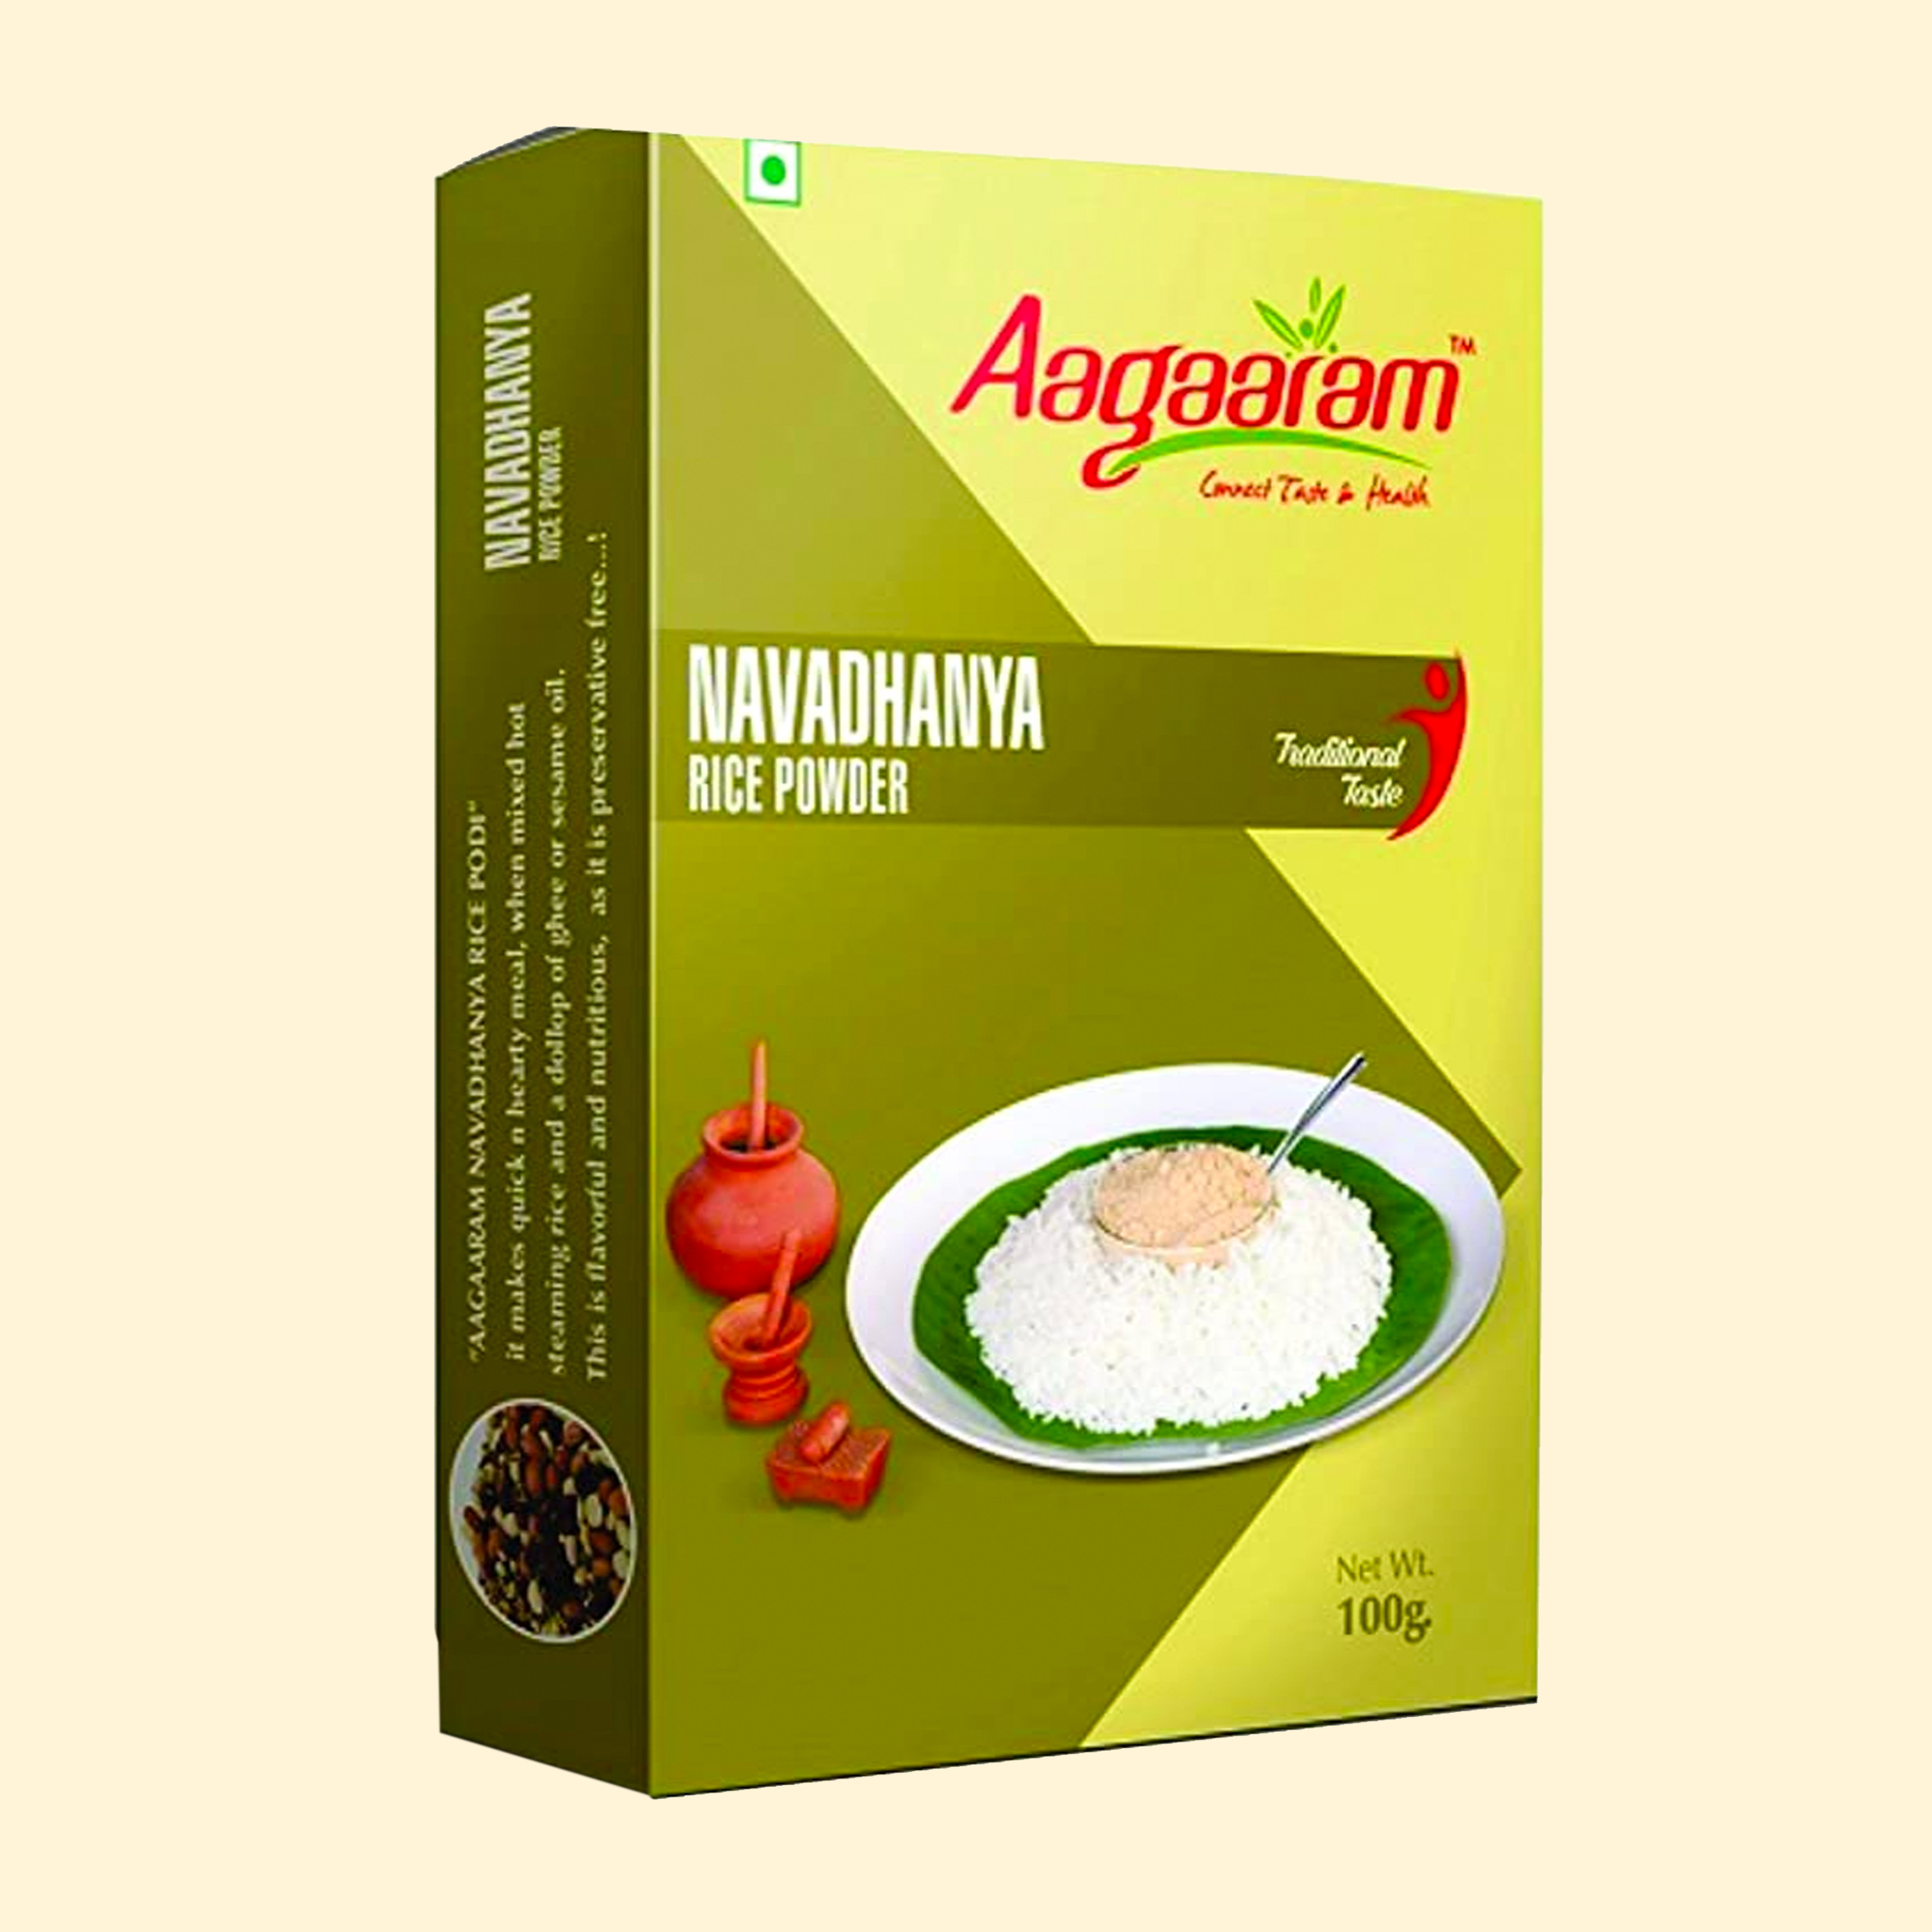 Aagaaram™
Connect Taste & Health
NAVADHANYA
RICE POWDER
Traditional
Taste
Net Wt.
100g.
NAVADHANYA
RICE POWDER
"AAGAARAM NAVADHANYA RICE PODI"
it makes quick n hearty meal, when mixed hot
steaming rice and a dollop of ghee or sesame oil.
This is flavorful and nutritious, as it is preservative free...!